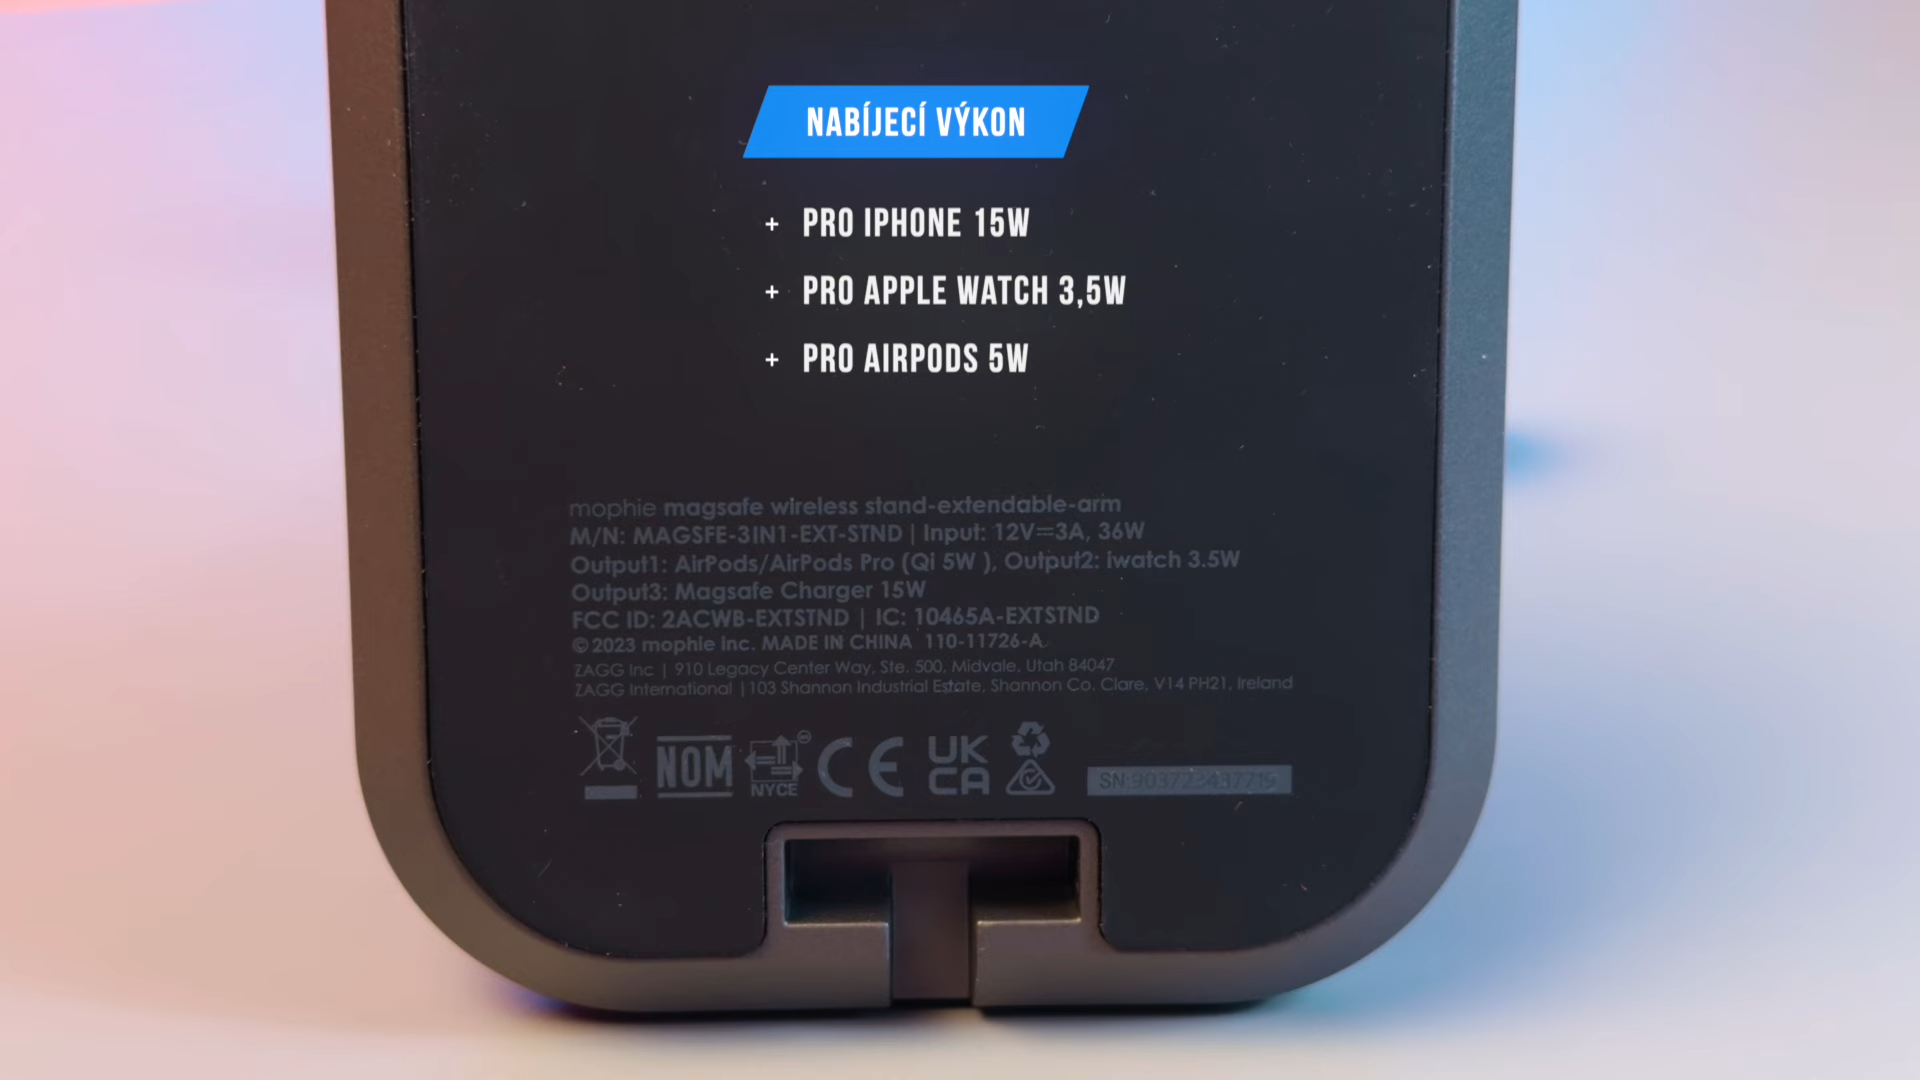 NABÍJECÍ VÝKON
+ PRO IPHONE 15W
+ PRO APPLE WATCH 3,5W
+ PRO AIRPODS 5W
mophie magsafe wireless stand-extendable-arm
M/N: MAGSFE-3IN1-EXT-STND | Input: 12V⎓3A, 36W
Output1: AirPods/AirPods Pro (Qi 5W ), Output2: iwatch 3.5W
Output3: Magsafe Charger 15W
FCC ID: 2ACWB-EXTSTND | IC: 10465A-EXTSTND
©2023 mophie inc. MADE IN CHINA 110-11726-A
ZAGG Inc | 910 Legacy Center Way, Ste. 500, Midvale, Utah 84047
ZAGG International | 103 Shannon Industrial Estate, Shannon Co. Clare, V14 PH21, Ireland
NOM NYCE CE UK CA
SN: